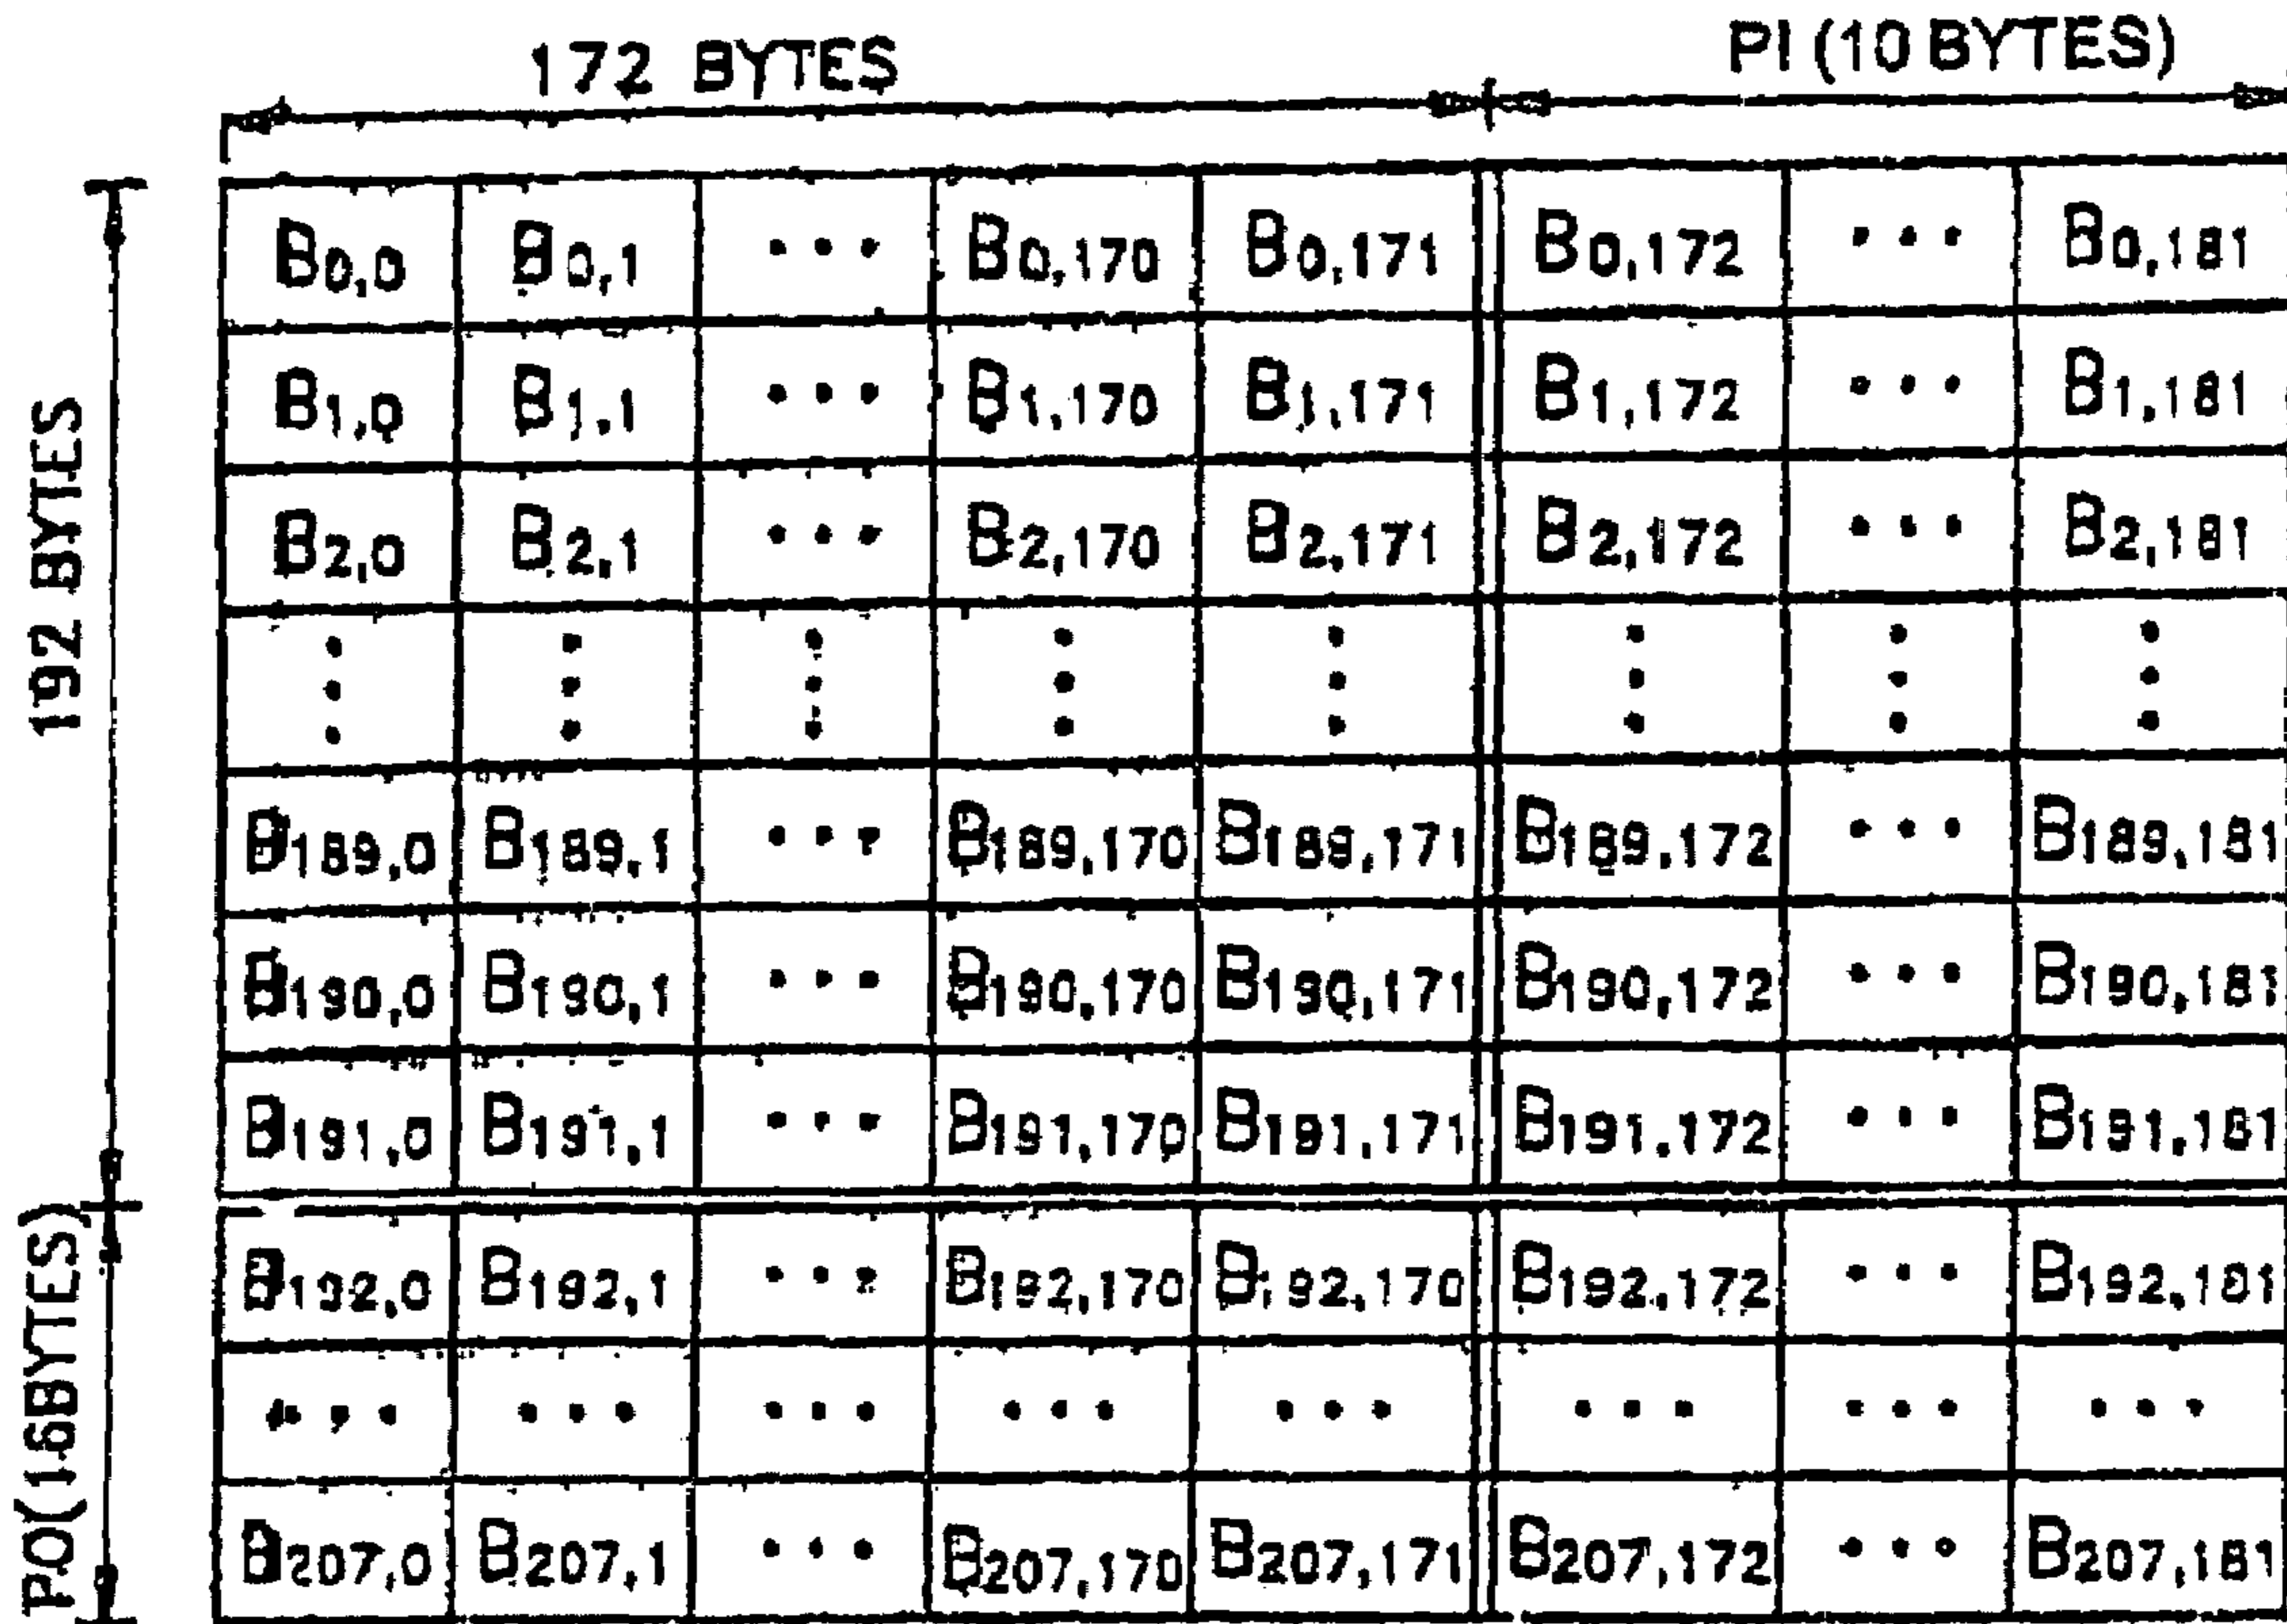 172 BYTES PI (10 BYTES)
192 BYTES
PO(16BYTES)
B0,0 B0,1 ... B0,170 B0,171 B0,172 ... B0,181
B1,0 B1,1 ... B1,170 B1,171 B1,172 ... B1,181
B2,0 B2,1 ... B2,170 B2,171 B2,172 ... B2,181
B189,0 B189,1 ... B189,170 B189,171 B189,172 ... B189,181
B190,0 B190,1 ... B190,170 B190,171 B190,172 ... B190,181
B191,0 B191,1 ... B191,170 B191,171 B191,172 ... B191,181
B192,0 B192,1 ... B192,170 B192,170 B192,172 ... B192,181
... ... ... ... ... ... ... ...
B207,0 B207,1 ... B207,170 B207,171 B207,172 ... B207,181